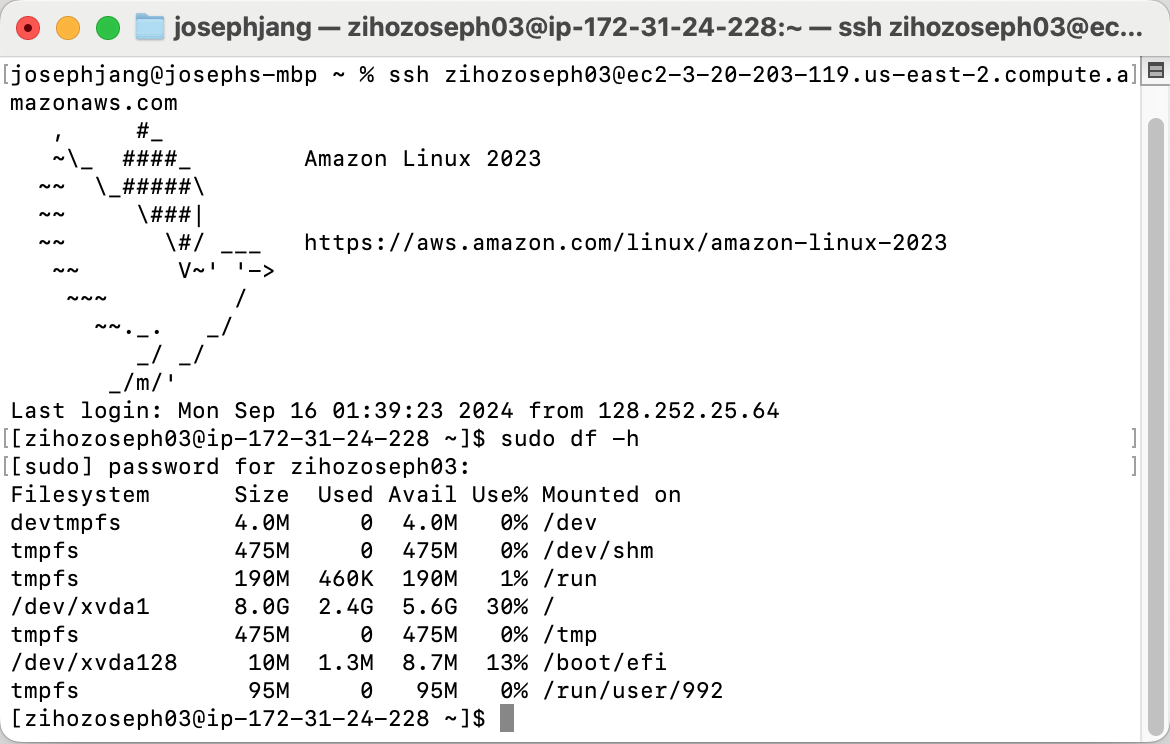 josephjang — zihozoseph03@ip-172-31-24-228:~ — ssh zihozoseph03@ec...
[josephjang@josephs-mbp ~ % ssh zihozoseph03@ec2-3-20-203-119.us-east-2.compute.a]
mazonaws.com
   ,     #_
   ~\_  ####_        Amazon Linux 2023
  ~~  \_#####\
  ~~     \###|
  ~~       \#/ ___   https://aws.amazon.com/linux/amazon-linux-2023
   ~~       V~' '->
    ~~~         /
      ~~._.   _/
         _/ _/
       _/m/'
Last login: Mon Sep 16 01:39:23 2024 from 128.252.25.64
[[zihozoseph03@ip-172-31-24-228 ~]$ sudo df -h ]
[[sudo] password for zihozoseph03: ]
Filesystem      Size  Used Avail Use% Mounted on
devtmpfs        4.0M     0  4.0M   0% /dev
tmpfs           475M     0  475M   0% /dev/shm
tmpfs           190M  460K  190M   1% /run
/dev/xvda1      8.0G  2.4G  5.6G  30% /
tmpfs           475M     0  475M   0% /tmp
/dev/xvda128     10M  1.3M  8.7M  13% /boot/efi
tmpfs            95M     0   95M   0% /run/user/992
[zihozoseph03@ip-172-31-24-228 ~]$